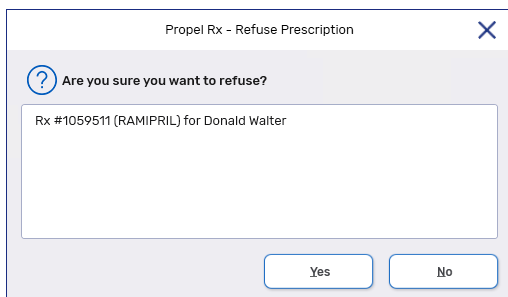 Propel Rx - Refuse Prescription
Are you sure you want to refuse?
Rx #1059511 (RAMIPRIL) for Donald Walter
Yes
No